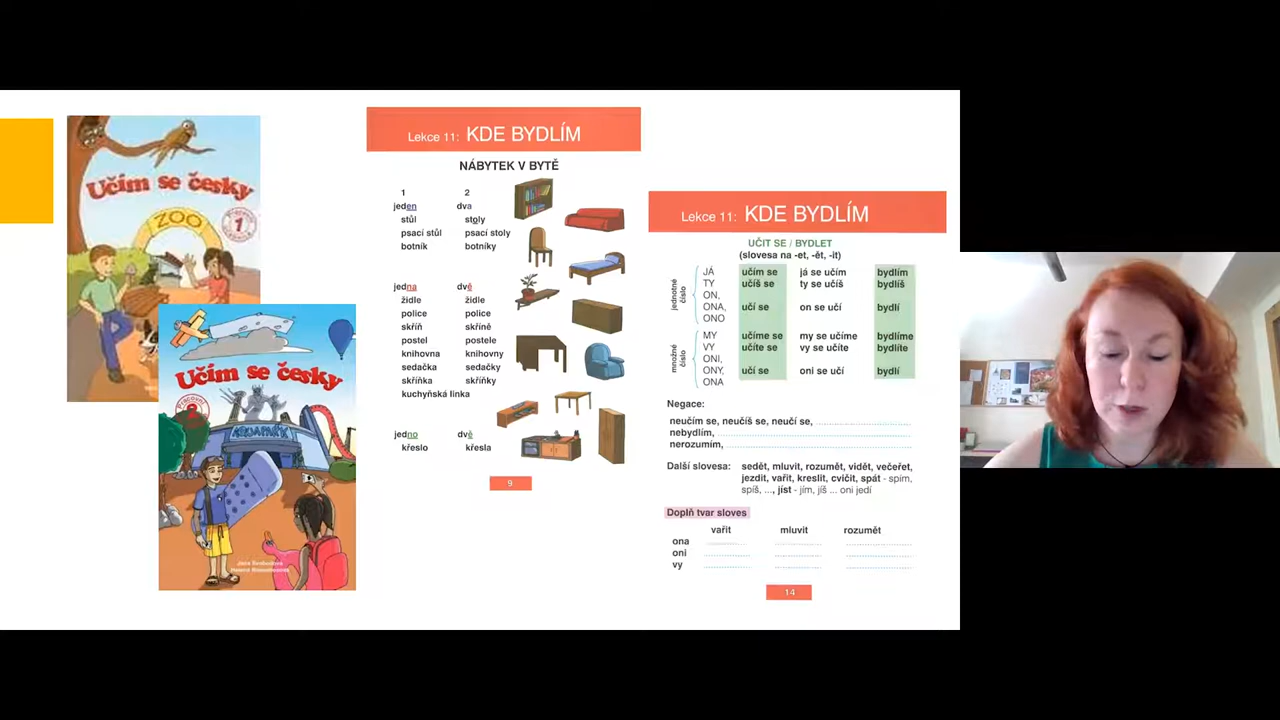 Učím se česky
ZOO
1
Učím se česky
Pracovní
2
AQUAPARK
Lekce 11: KDE BYDLÍM
NÁBYTEK V BYTĚ
1 2
jeden dva
stůl stoly
psací stůl psací stoly
botník botníky
jedna dvě
židle židle
police police
skříň skříně
postel postele
knihovna knihovny
sedačka sedačky
skříňka skříňky
kuchyňská linka
jedno dvě
křeslo křesla
9
Lekce 11: KDE BYDLÍM
UČIT SE / BYDLET
(slovesa na -et, -ět, -it)
jednotné číslo
JÁ učím se já se učím bydlím
TY učíš se ty se učíš bydlíš
ON,
ONA, učí se on se učí bydlí
ONO
množné číslo
MY učíme se my se učíme bydlíme
VY učíte se vy se učíte bydlíte
ONI,
ONY, učí se oni se učí bydlí
ONA
Negace:
neučím se, neučíš se, neučí se,
nebydlím,
nerozumím,
Další slovesa: sedět, mluvit, rozumět, vidět, večeřet,
jezdit, vařit, kreslit, cvičit, spát - spím,
spíš, ..., jíst - jím, jíš ... oni jedí
Doplň tvar sloves
vařit mluvit rozumět
ona
oni
vy
14